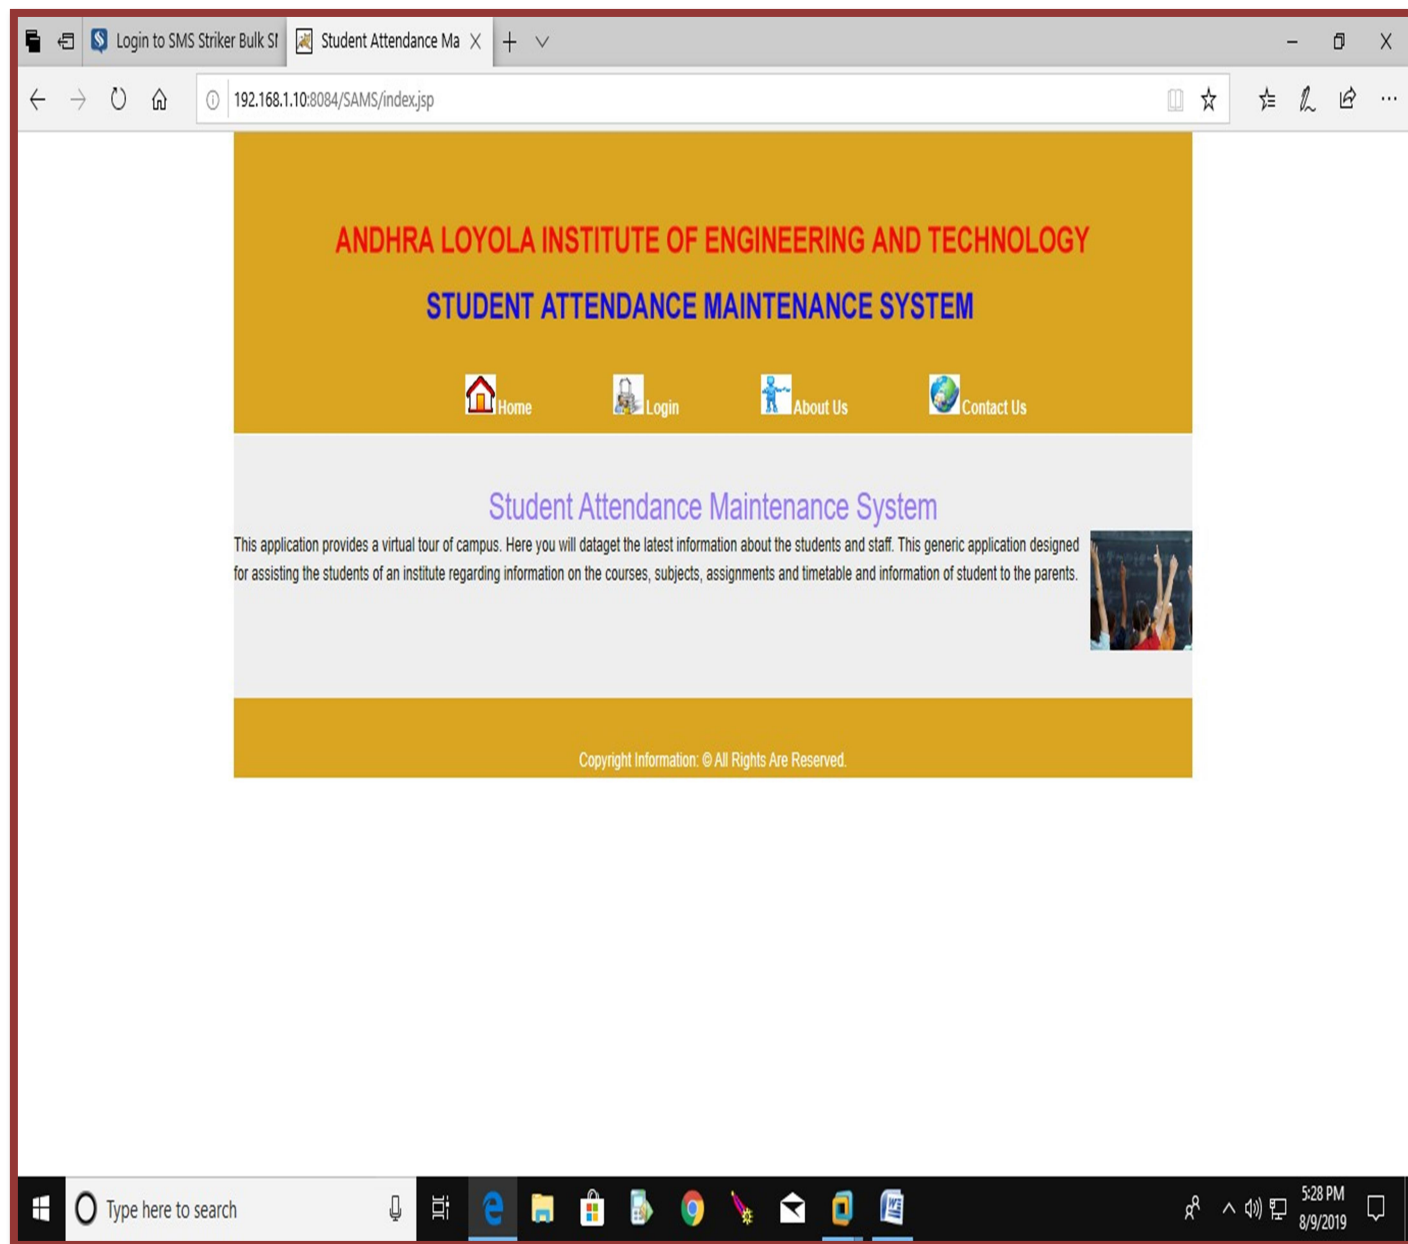 Login to SMS Striker Bulk SM
Student Attendance Ma
192.168.1.10:8084/SAMS/index.jsp
ANDHRA LOYOLA INSTITUTE OF ENGINEERING AND TECHNOLOGY
STUDENT ATTENDANCE MAINTENANCE SYSTEM
Home Login About Us Contact Us
Student Attendance Maintenance System
This application provides a virtual tour of campus. Here you will dataget the latest information about the students and staff. This generic application designed
for assisting the students of an institute regarding information on the courses, subjects, assignments and timetable and information of student to the parents.
Copyright Information: © All Rights Are Reserved.
Type here to search
5:28 PM
8/9/2019